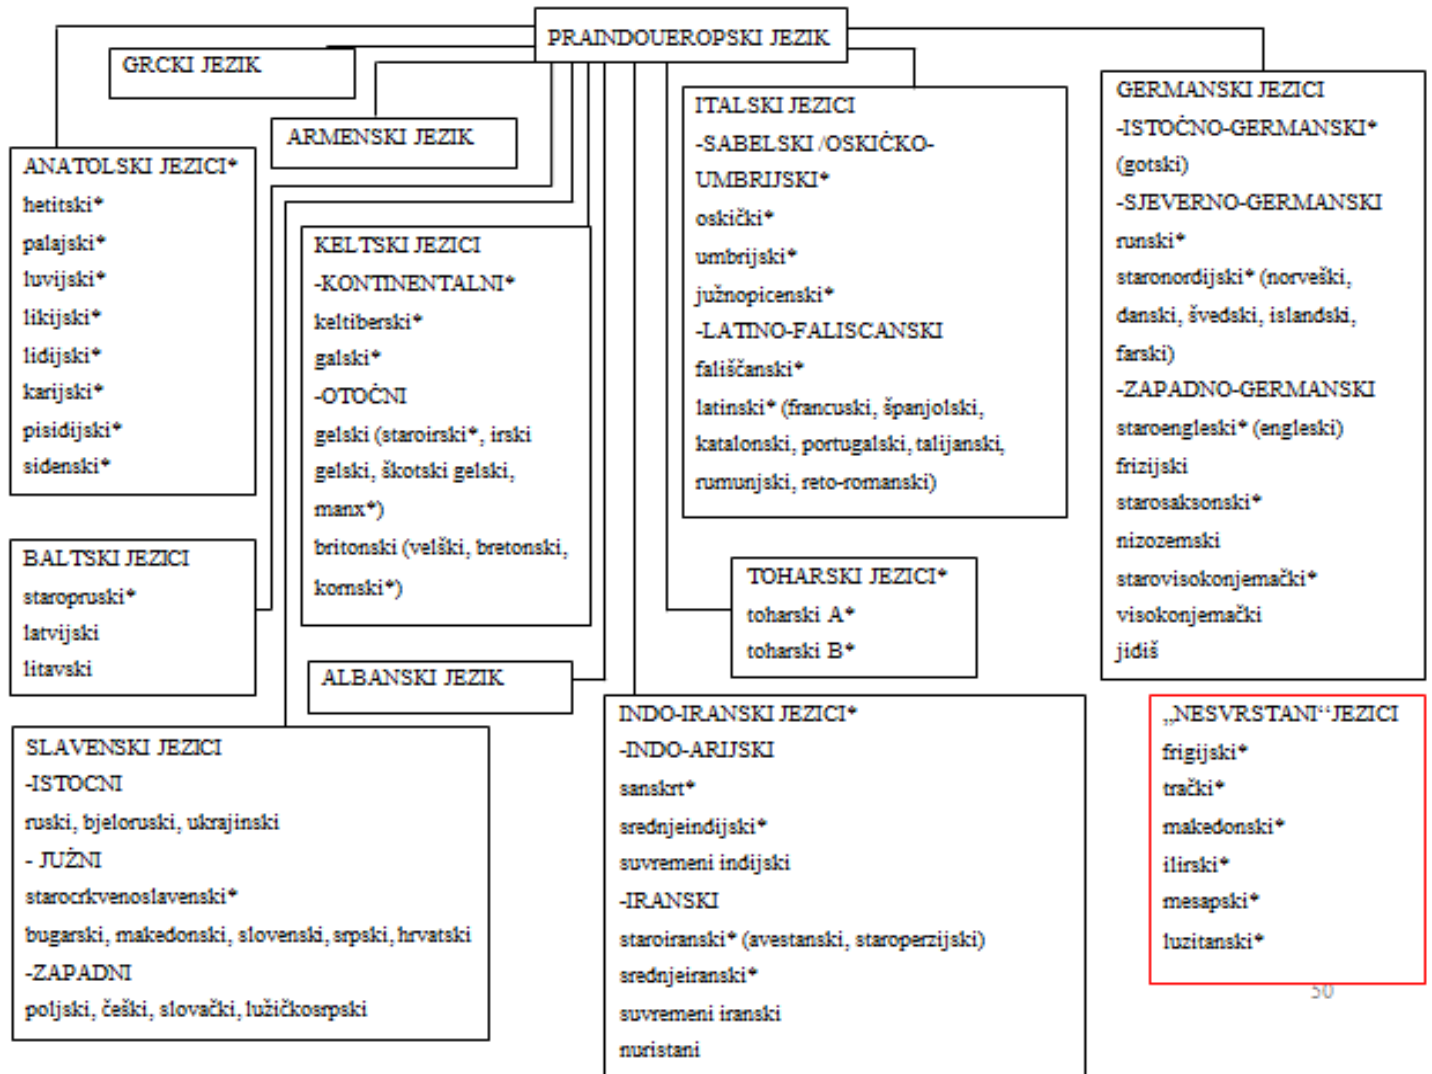 PRAINDOUEROPSKI JEZIK
GRCKI JEZIK
ARMENSKI JEZIK
ANATOLSKI JEZICI*
hetitski*
palajski*
luvijski*
likijski*
lidijski*
karijski*
pisidijski*
sidenski*
KELTSKI JEZICI
-KONTINENTALNI*
keltiberski*
galski*
-OTOČNI
gelski (staroirski*, irski
gelski, škotski gelski,
manx*)
britonski (velški, bretonski,
kornski*)
ITALSKI JEZICI
-SABELSKI /OSKIČKO-
UMBRIJSKI*
oskički*
umbrijski*
južnopicenski*
-LATINO-FALISCANSKI
fališčanski*
latinski* (francuski, španjolski,
katalonski, portugalski, talijanski,
rumunjski, reto-romanski)
GERMANSKI JEZICI
-ISTOČNO-GERMANSKI*
(gotski)
-SJEVERNO-GERMANSKI
runski*
staronordijski* (norveški,
danski, švedski, islandski,
farski)
-ZAPADNO-GERMANSKI
staroengleski* (engleski)
frizijski
starosaksonski*
nizozemski
starovisokonjemački*
visokonjemački
jidiš
BALTSKI JEZICI
staropruski*
latvijski
litavski
TOHARSKI JEZICI*
toharski A*
toharski B*
ALBANSKI JEZIK
SLAVENSKI JEZICI
-ISTOCNI
ruski, bjeloruski, ukrajinski
- JUŽNI
starocrkvenoslavenski*
bugarski, makedonski, slovenski, srpski, hrvatski
-ZAPADNI
poljski, češki, slovački, lužičkosrpski
INDO-IRANSKI JEZICI*
-INDO-ARIJSKI
sanskrt*
srednjeindijski*
suvremeni indijski
-IRANSKI
staroiranski* (avestanski, staroperzijski)
srednjeiranski*
suvremeni iranski
nuristani
„NESVRSTANI“JEZICI
frigijski*
trački*
makedonski*
ilirski*
mesapski*
luzitanski*
50